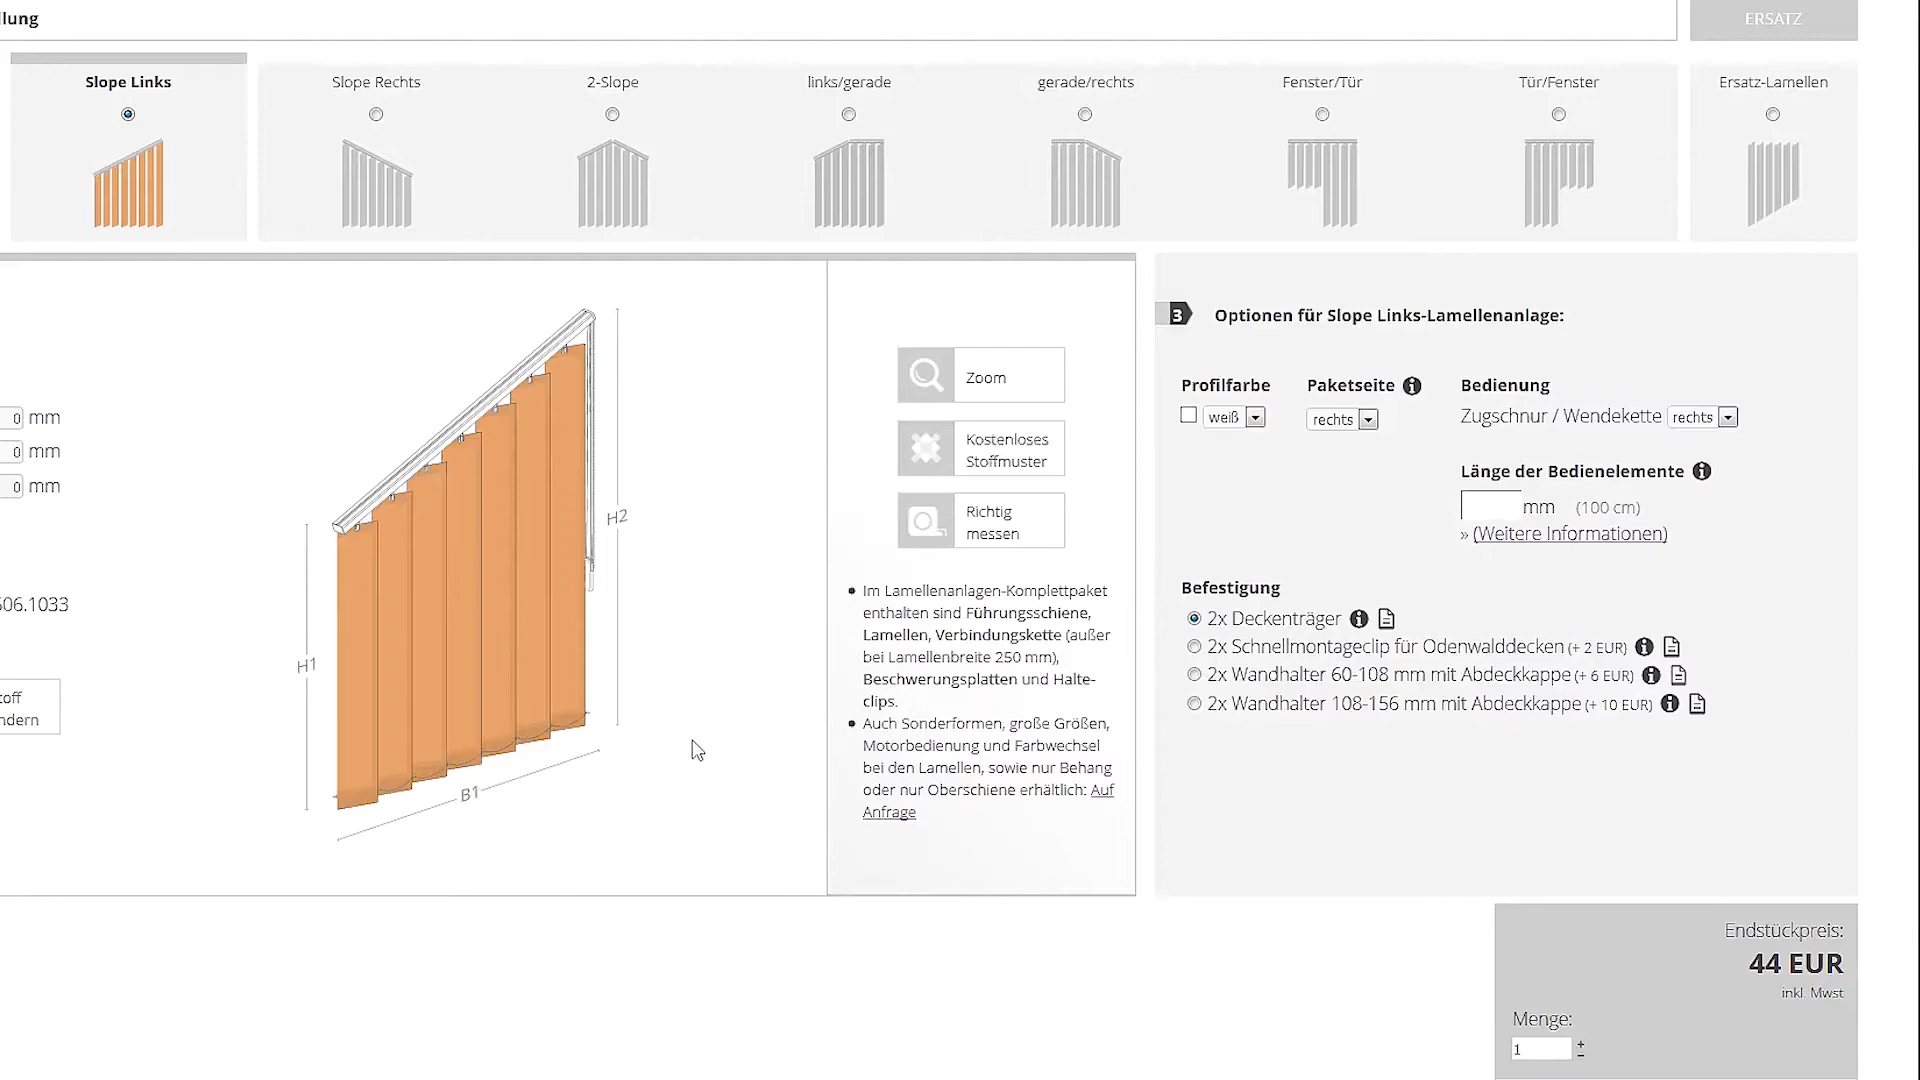 llung
ERSATZ
Slope Links
Slope Rechts
2-Slope
links/gerade
gerade/rechts
Fenster/Tür
Tür/Fenster
Ersatz-Lamellen
0 mm
0 mm
0 mm
506.1033
toff
ndern
H1
H2
B1
Zoom
Kostenloses
Stoffmuster
Richtig
messen
Im Lamellenanlagen-Komplettpaket
enthalten sind Führungsschiene,
Lamellen, Verbindungskette (außer
bei Lamellenbreite 250 mm),
Beschwerungsplatten und Halte-
clips.
Auch Sonderformen, große Größen,
Motorbedienung und Farbwechsel
bei den Lamellen, sowie nur Behang
oder nur Oberschiene erhältlich: Auf
Anfrage
3 Optionen für Slope Links-Lamellenanlage:
Profilfarbe
weiß
Paketseite
rechts
Bedienung
Zugschnur / Wendekette rechts
Länge der Bedienelemente
mm (100 cm)
» (Weitere Informationen)
Befestigung
2x Deckenträger
2x Schnellmontageclip für Odenwalddecken (+ 2 EUR)
2x Wandhalter 60-108 mm mit Abdeckkappe (+ 6 EUR)
2x Wandhalter 108-156 mm mit Abdeckkappe (+ 10 EUR)
Endstückpreis:
44 EUR
inkl. Mwst
Menge:
1 +
-